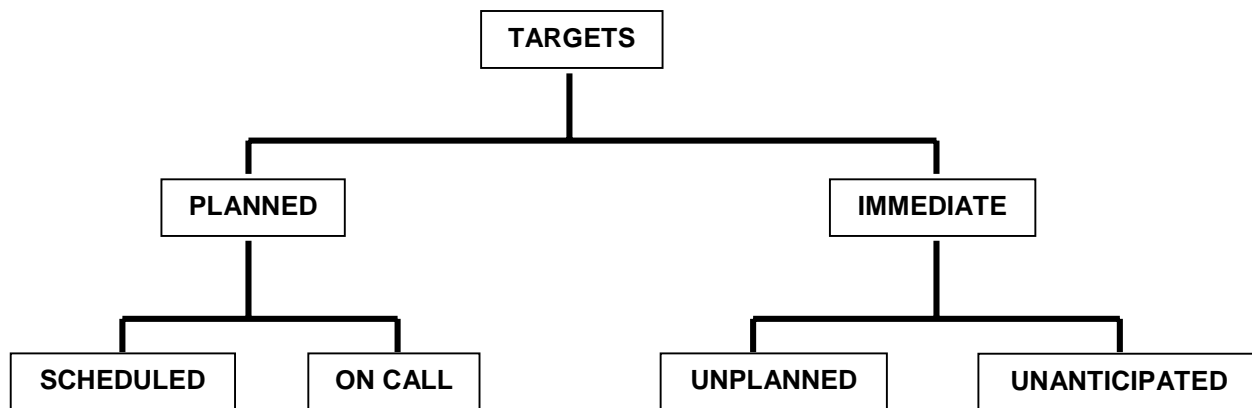 TARGETS
PLANNED
IMMEDIATE
SCHEDULED
ON CALL
UNPLANNED
UNANTICIPATED